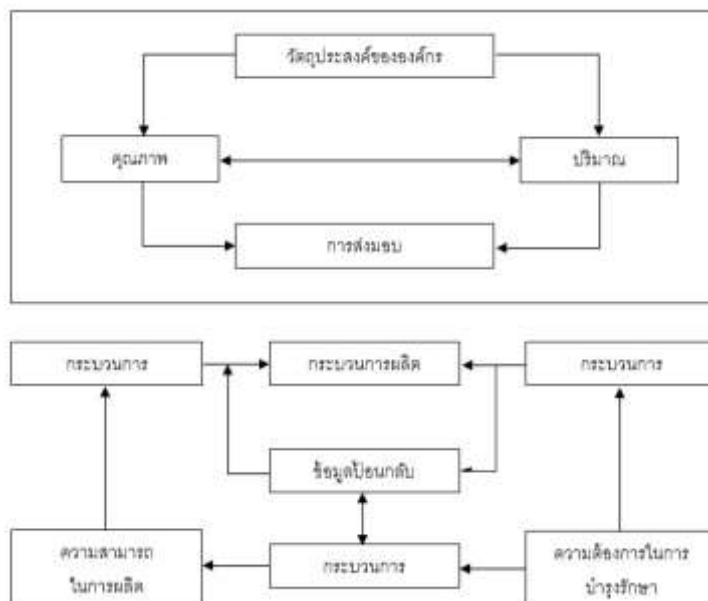 วัตถุประสงค์ขององค์กร
คุณภาพ
ปริมาณ
การส่งมอบ
กระบวนการ
กระบวนการผลิต
กระบวนการ
ข้อมูลป้อนกลับ
ความสามารถ
ในการผลิต
กระบวนการ
ความต้องการในการ
บำรุงรักษา